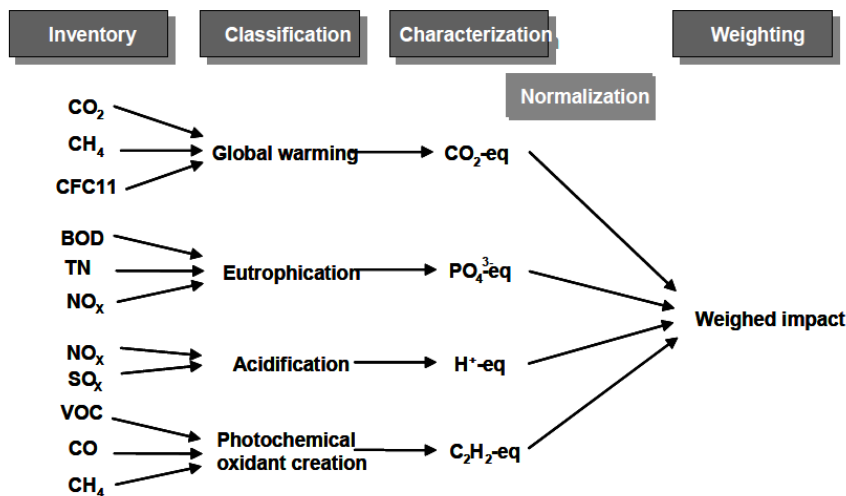 Inventory
Classification
Characterization
Weighting
Normalization
CO₂
CH₄
CFC11
Global warming
CO₂-eq
BOD
TN
NOₓ
Eutrophication
PO₄³⁻-eq
NOₓ
SOₓ
Acidification
H⁺-eq
VOC
CO
CH₄
Photochemical
oxidant creation
C₂H₂-eq
Weighed impact